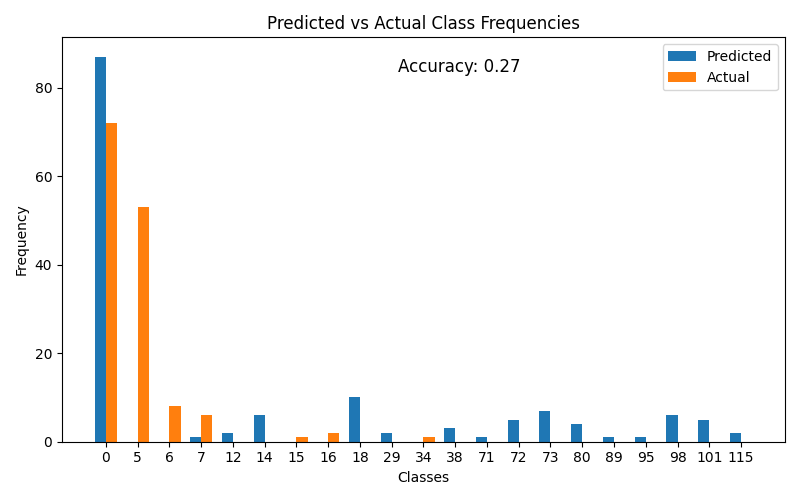 Predicted vs Actual Class Frequencies
Accuracy: 0.27
Predicted
Actual
Frequency
80
60
40
20
0
0 5 6 7 12 14 15 16 18 29 34 38 71 72 73 80 89 95 98 101 115
Classes